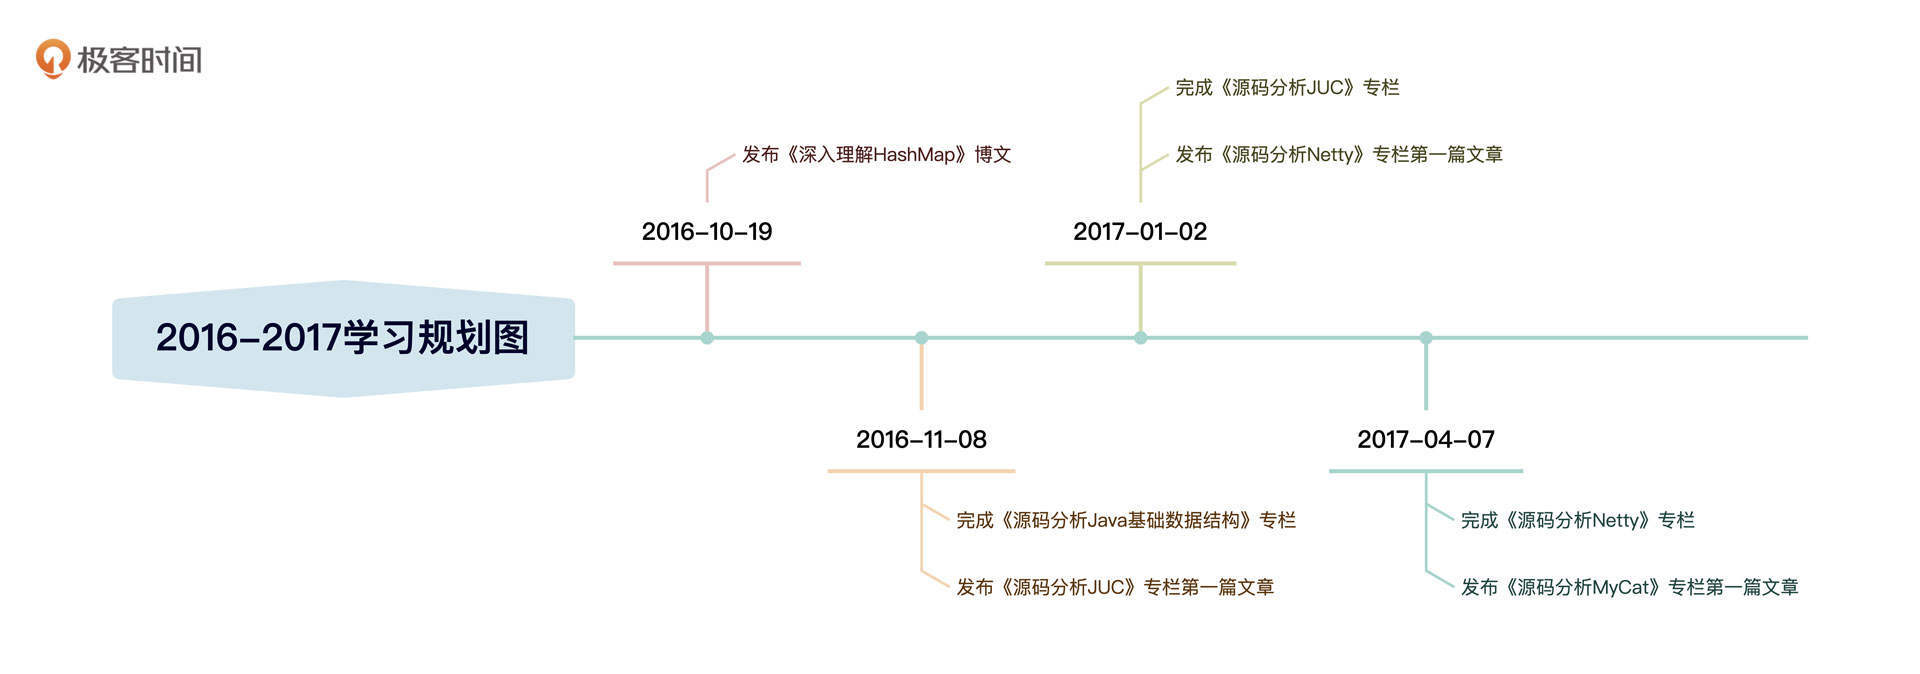 极客时间
2016-2017学习规划图
2016-10-19
发布《深入理解HashMap》博文
2016-11-08
完成《源码分析Java基础数据结构》专栏
发布《源码分析JUC》专栏第一篇文章
2017-01-02
完成《源码分析JUC》专栏
发布《源码分析Netty》专栏第一篇文章
2017-04-07
完成《源码分析Netty》专栏
发布《源码分析MyCat》专栏第一篇文章